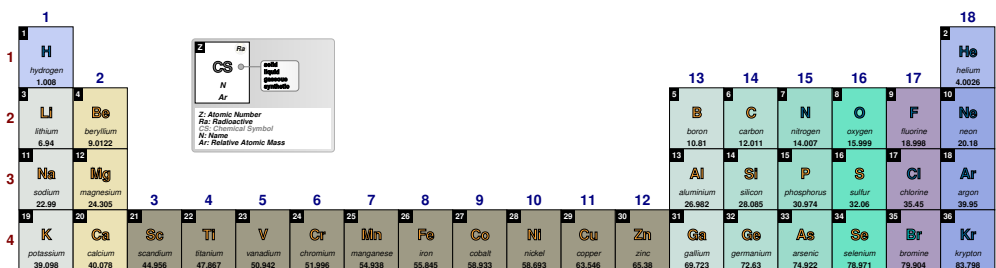 1
18
1
1
H
hydrogen
1.008
2
He
helium
4.0026
Z
Ra
CS
N
Ar
solid
liquid
gaseous
synthetic
Z: Atomic Number
Ra: Radioactive
CS: Chemical Symbol
N: Name
Ar: Relative Atomic Mass
2
13
14
15
16
17
2
3
Li
lithium
6.94
4
Be
beryllium
9.0122
5
B
boron
10.81
6
C
carbon
12.011
7
N
nitrogen
14.007
8
O
oxygen
15.999
9
F
fluorine
18.998
10
Ne
neon
20.18
3
11
Na
sodium
22.99
12
Mg
magnesium
24.305
3
4
5
6
7
8
9
10
11
12
13
Al
aluminium
26.982
14
Si
silicon
28.085
15
P
phosphorus
30.974
16
S
sulfur
32.06
17
Cl
chlorine
35.45
18
Ar
argon
39.95
4
19
K
potassium
39.098
20
Ca
calcium
40.078
21
Sc
scandium
44.956
22
Ti
titanium
47.867
23
V
vanadium
50.942
24
Cr
chromium
51.996
25
Mn
manganese
54.938
26
Fe
iron
55.845
27
Co
cobalt
58.933
28
Ni
nickel
58.693
29
Cu
copper
63.546
30
Zn
zinc
65.38
31
Ga
gallium
69.723
32
Ge
germanium
72.63
33
As
arsenic
74.922
34
Se
selenium
78.971
35
Br
bromine
79.904
36
Kr
krypton
83.798